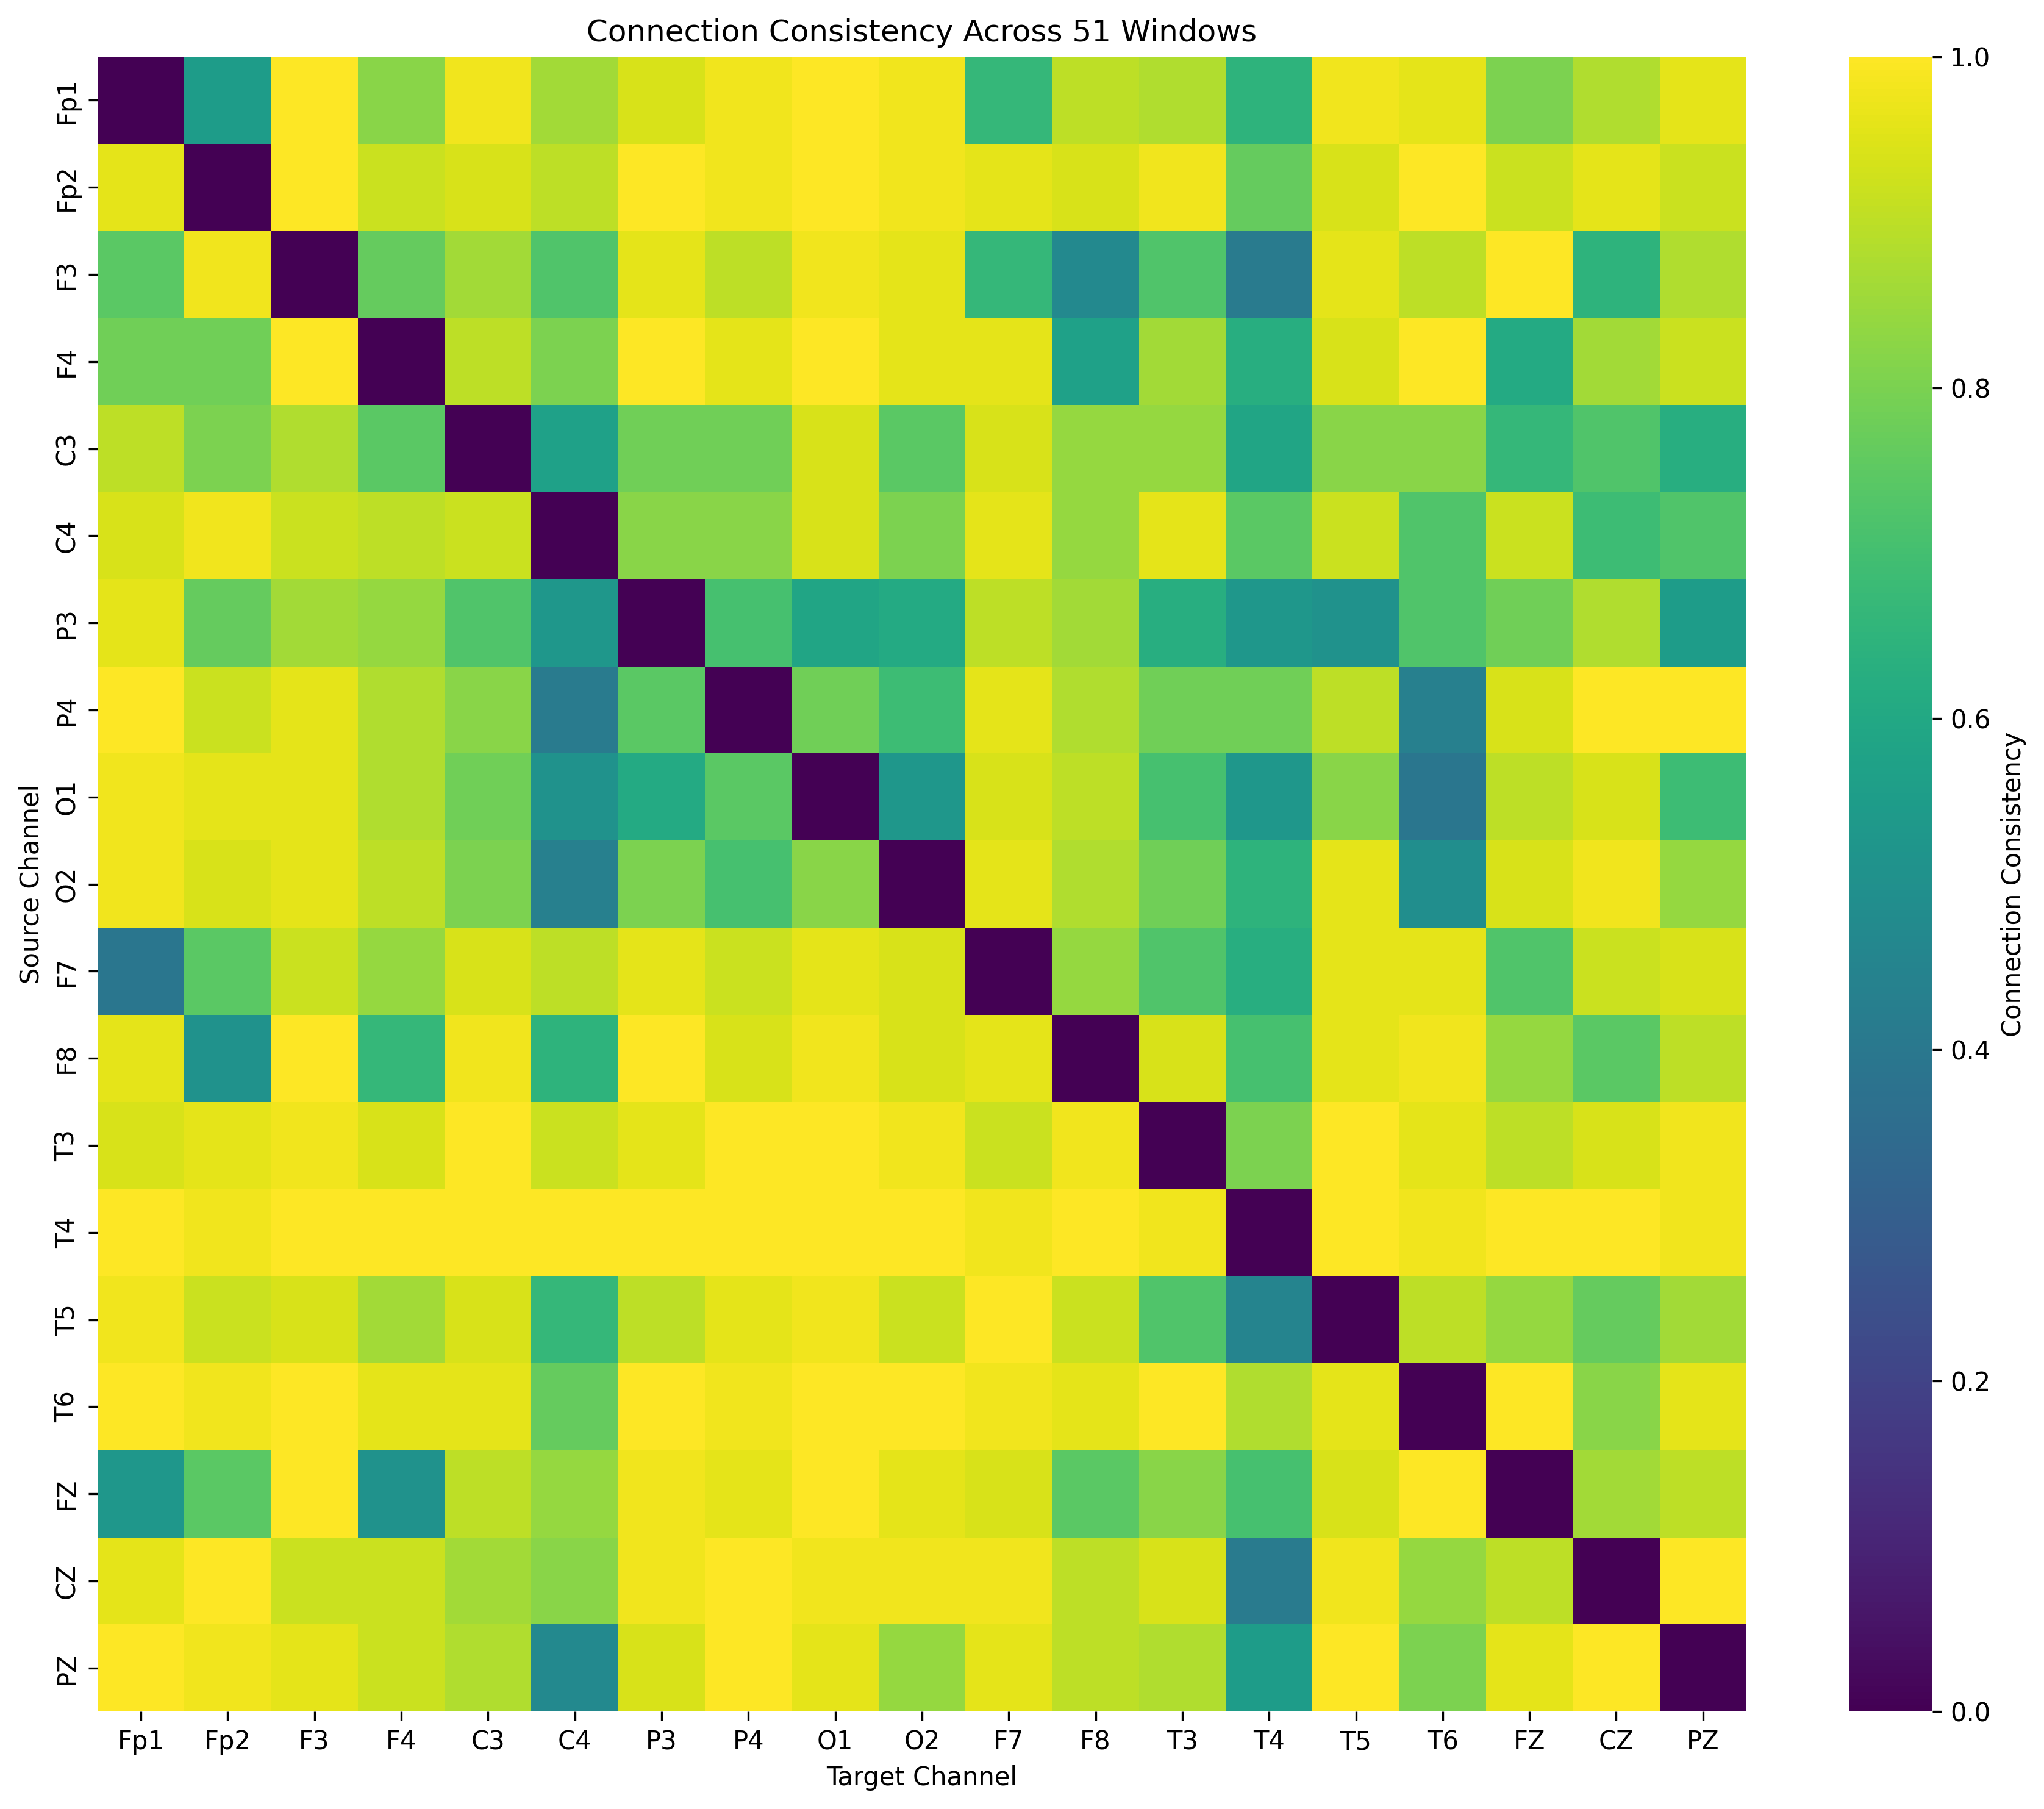 Connection Consistency Across 51 Windows
Source Channel
Fp1
Fp2
F3
F4
C3
C4
P3
P4
O1
O2
F7
F8
T3
T4
T5
T6
FZ
CZ
PZ
Fp1 Fp2 F3 F4 C3 C4 P3 P4 O1 O2 F7 F8 T3 T4 T5 T6 FZ CZ PZ
Target Channel
1.0
0.8
0.6
0.4
0.2
0.0
Connection Consistency